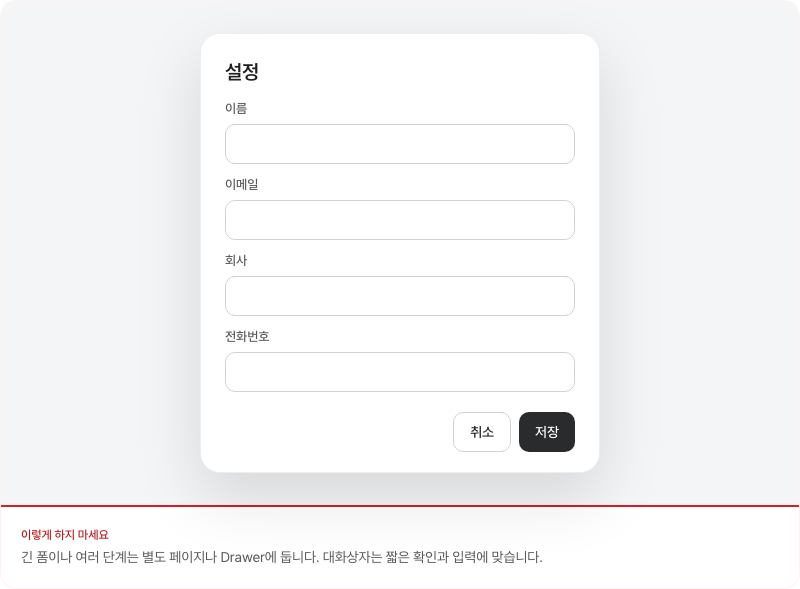 설정
이름
이메일
회사
전화번호
취소
저장
이렇게 하지 마세요
긴 폼이나 여러 단계는 별도 페이지나 Drawer에 둡니다. 대화상자는 짧은 확인과 입력에 맞습니다.